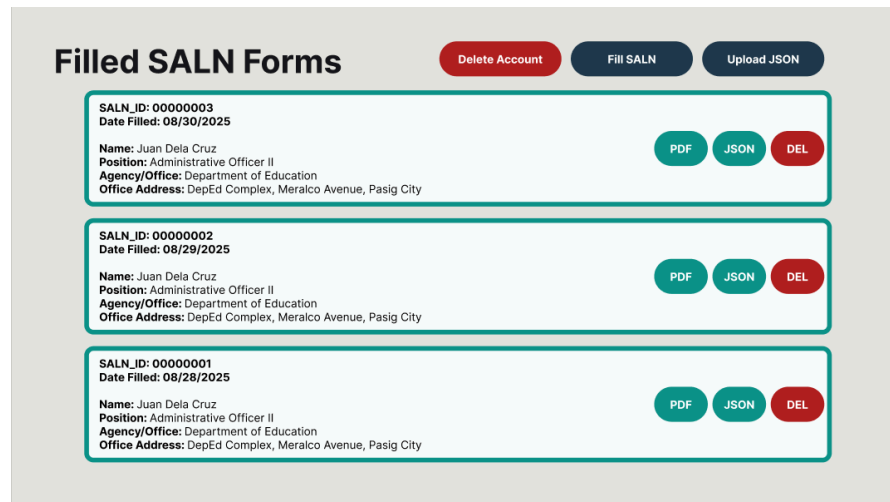 Filled SALN Forms
Delete Account
Fill SALN
Upload JSON
SALN_ID: 00000003
Date Filled: 08/30/2025
Name: Juan Dela Cruz
Position: Administrative Officer II
Agency/Office: Department of Education
Office Address: DepEd Complex, Meralco Avenue, Pasig City
PDF
JSON
DEL
SALN_ID: 00000002
Date Filled: 08/29/2025
Name: Juan Dela Cruz
Position: Administrative Officer II
Agency/Office: Department of Education
Office Address: DepEd Complex, Meralco Avenue, Pasig City
PDF
JSON
DEL
SALN_ID: 00000001
Date Filled: 08/28/2025
Name: Juan Dela Cruz
Position: Administrative Officer II
Agency/Office: Department of Education
Office Address: DepEd Complex, Meralco Avenue, Pasig City
PDF
JSON
DEL